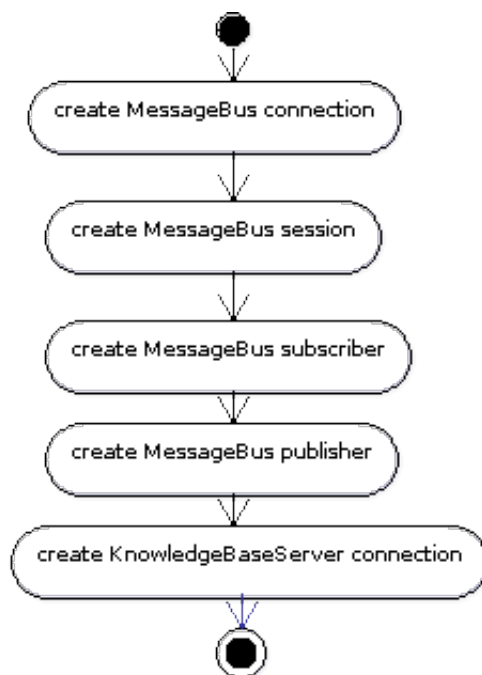 create MessageBus connection
create MessageBus session
create MessageBus subscriber
create MessageBus publisher
create KnowledgeBaseServer connection